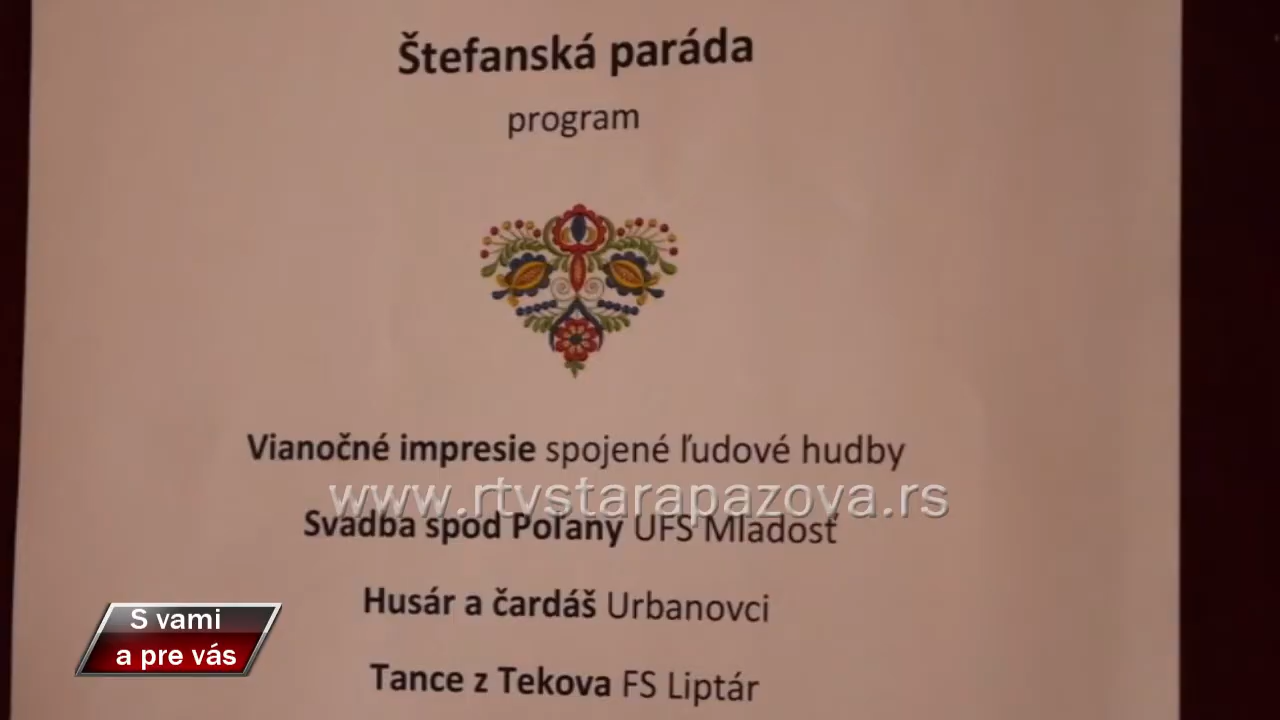 Štefanská paráda
program
Vianočné impresie spojené ľudové hudby
www.rtvstarapazova.rs
Svadba spod Poľany UFS Mladosť
Husár a čardáš Urbanovci
Tance z Tekova FS Liptár
S vami
a pre vás